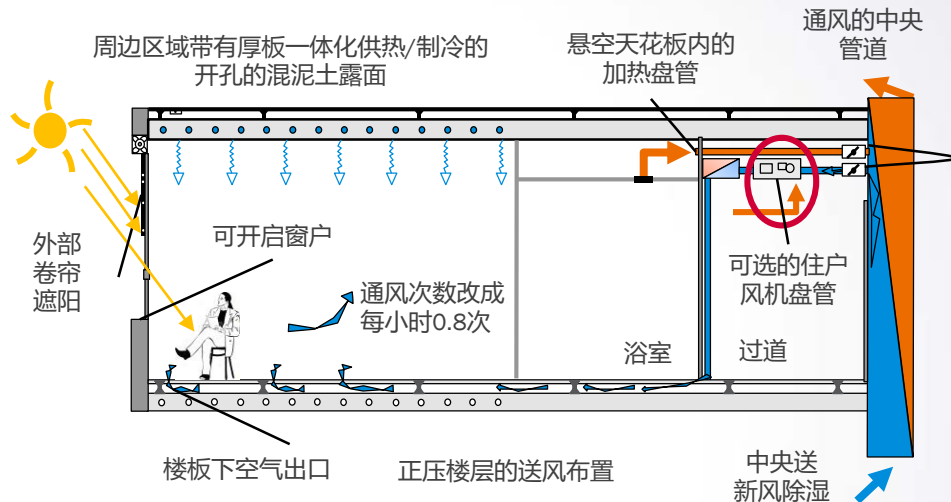 通风的中央
管道
周边区域带有厚板一体化供热/制冷的
开孔的混泥土露面
悬空天花板内的
加热盘管
外部
卷帘
遮阳
可开启窗户
通风次数改成
每小时0.8次
可选的住户
风机盘管
浴室
过道
楼板下空气出口
正压楼层的送风布置
中央送
新风除湿